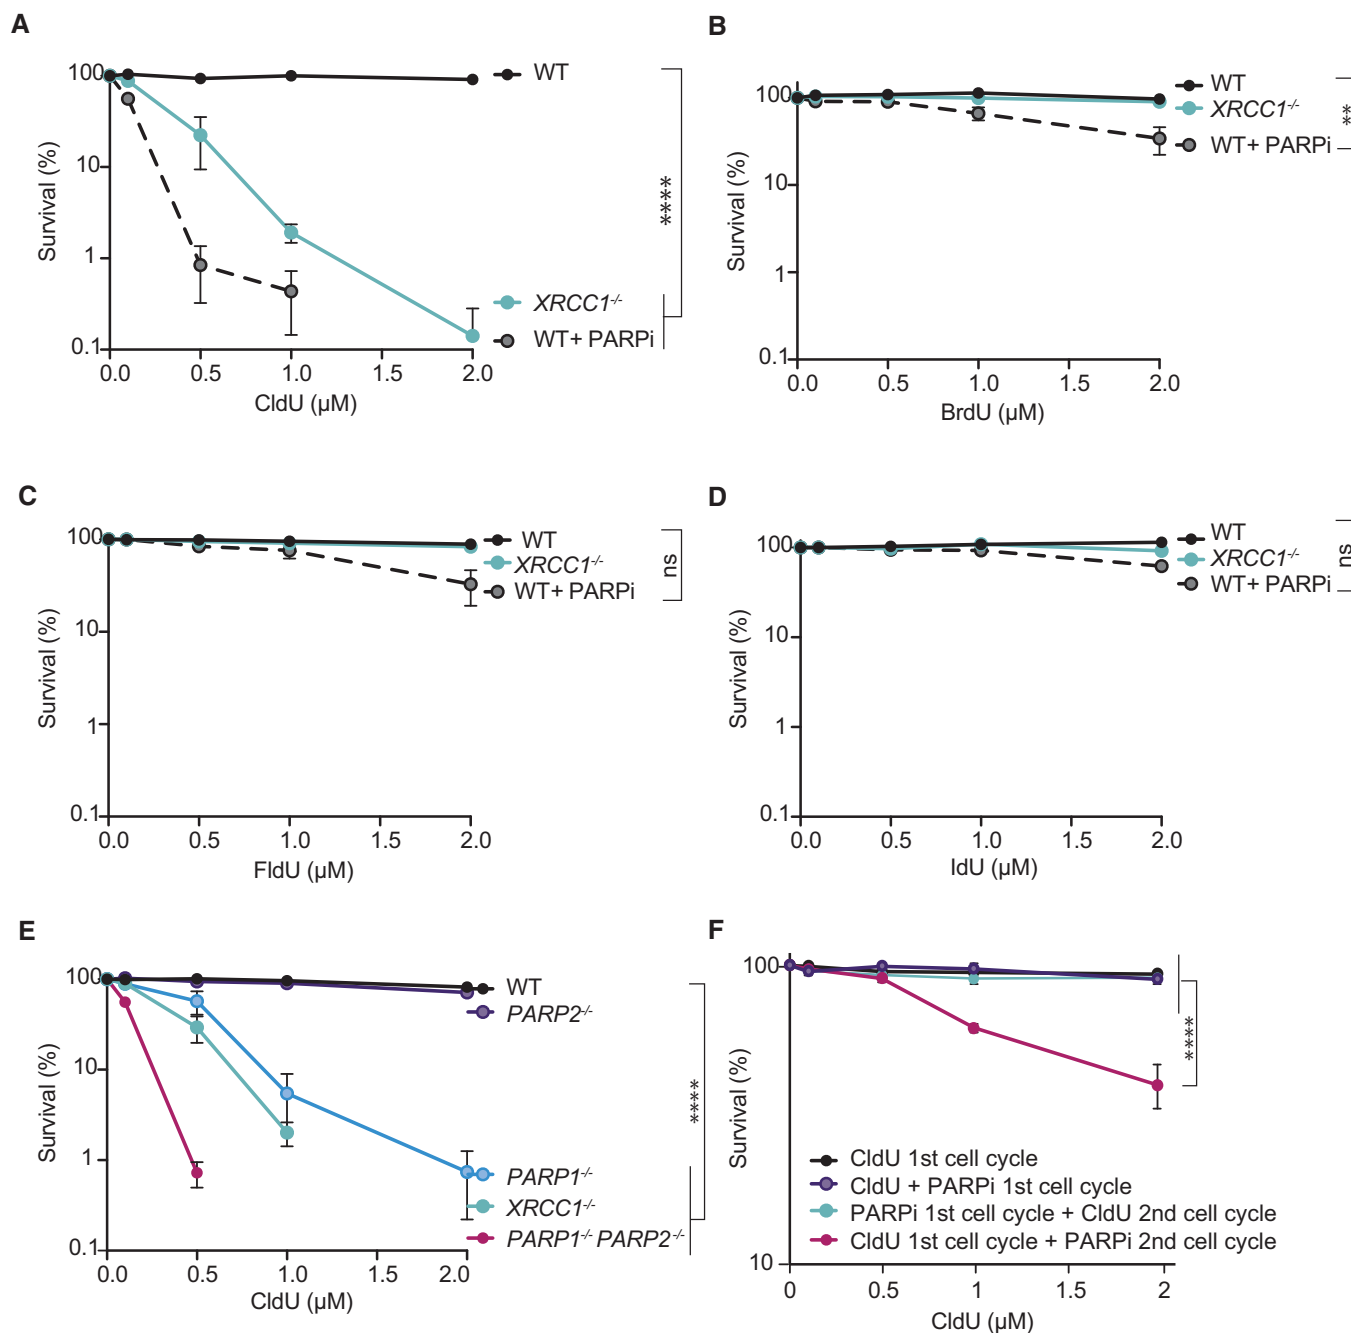 A
Survival (%)
100
10
1
0.1
0.0 0.5 1.0 1.5 2.0
CldU (µM)
WT
XRCC1-/-
WT+ PARPi
****
B
Survival (%)
100
10
1
0.1
0.0 0.5 1.0 1.5 2.0
BrdU (µM)
WT
XRCC1-/-
WT+ PARPi
**
C
Survival (%)
100
10
1
0.1
0.0 0.5 1.0 1.5 2.0
FldU (µM)
WT
XRCC1-/-
WT+ PARPi
ns
D
Survival (%)
100
10
1
0.1
0.0 0.5 1.0 1.5 2.0
IdU (µM)
WT
XRCC1-/-
WT+ PARPi
ns
E
Survival (%)
100
10
1
0.1
0.0 0.5 1.0 1.5 2.0
CldU (µM)
WT
PARP2-/-
PARP1-/-
XRCC1-/-
PARP1-/- PARP2-/-
****
F
Survival (%)
100
10
0 0.5 1 1.5 2
CldU (µM)
CldU 1st cell cycle
CldU + PARPi 1st cell cycle
PARPi 1st cell cycle + CldU 2nd cell cycle
CldU 1st cell cycle + PARPi 2nd cell cycle
****